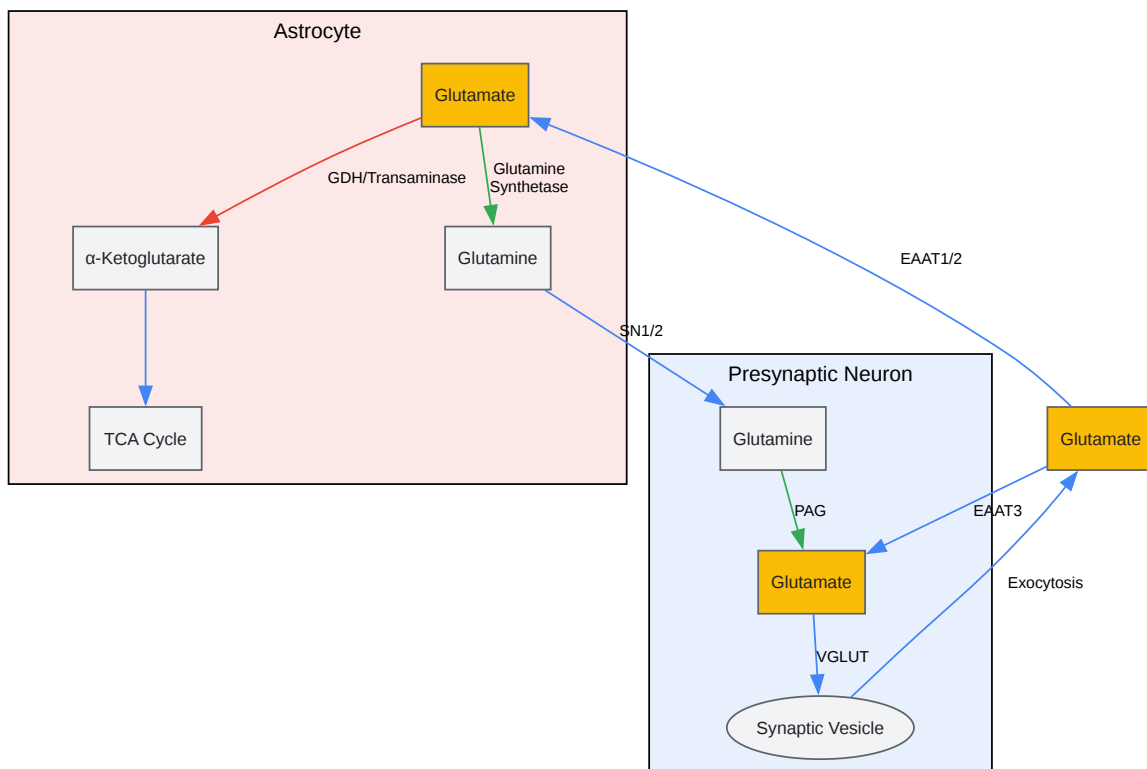 Astrocyte
Glutamate
GDH/Transaminase
Glutamine
Synthetase
α-Ketoglutarate
Glutamine
EAAT1/2
SN1/2
TCA Cycle
Presynaptic Neuron
Glutamine
Glutamate
PAG
EAAT3
Glutamate
Exocytosis
VGLUT
Synaptic Vesicle